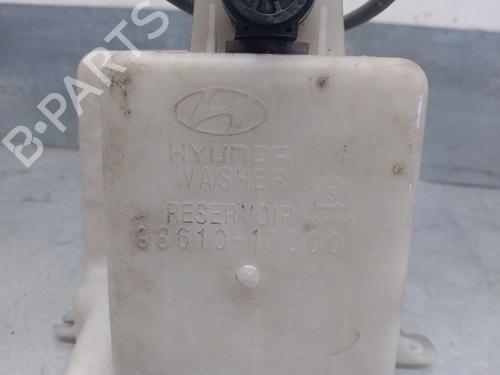 HYUNDAI
WASHER
RESERVOIR
98610-17000
B-PARTS